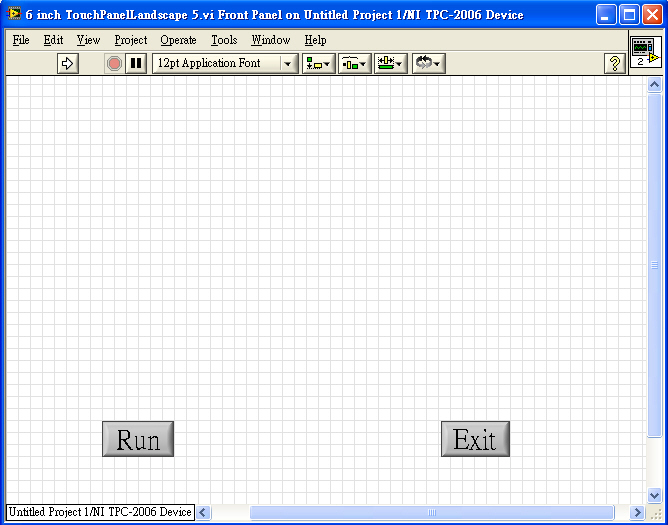 6 inch TouchPanelLandscape 5.vi Front Panel on Untitled Project 1/NI TPC-2006 Device
File Edit View Project Operate Tools Window Help
12pt Application Font
?
2
Run Exit
Untitled Project 1/NI TPC-2006 Device